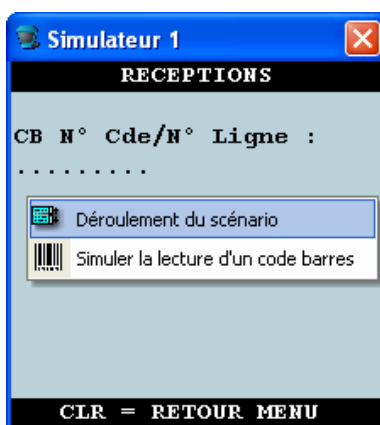 Simulateur 1
RECEPTIONS
CB N° Cde/N° Ligne :
.........
Déroulement du scénario
Simuler la lecture d'un code barres
CLR = RETOUR MENU